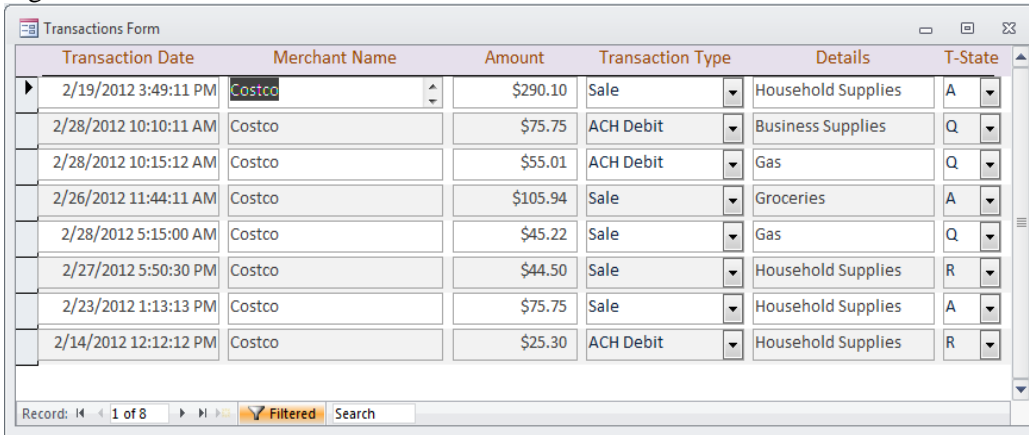 Transactions Form
Transaction Date Merchant Name Amount Transaction Type Details T-State
2/19/2012 3:49:11 PM Costco $290.10 Sale Household Supplies A
2/28/2012 10:10:11 AM Costco $75.75 ACH Debit Business Supplies Q
2/28/2012 10:15:12 AM Costco $55.01 ACH Debit Gas Q
2/26/2012 11:44:11 AM Costco $105.94 Sale Groceries A
2/28/2012 5:15:00 AM Costco $45.22 Sale Gas Q
2/27/2012 5:50:30 PM Costco $44.50 Sale Household Supplies R
2/23/2012 1:13:13 PM Costco $75.75 Sale Household Supplies A
2/14/2012 12:12:12 PM Costco $25.30 ACH Debit Household Supplies R
Record: 1 of 8 Filtered Search